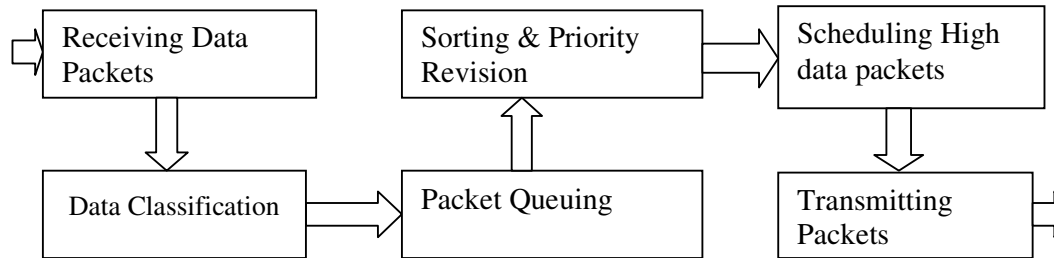 Receiving Data
Packets
Data Classification
Packet Queuing
Sorting & Priority
Revision
Scheduling High
data packets
Transmitting
Packets